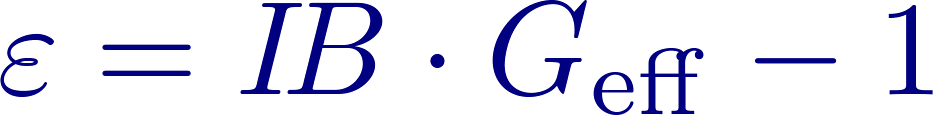 ε = IB · G_eff − 1